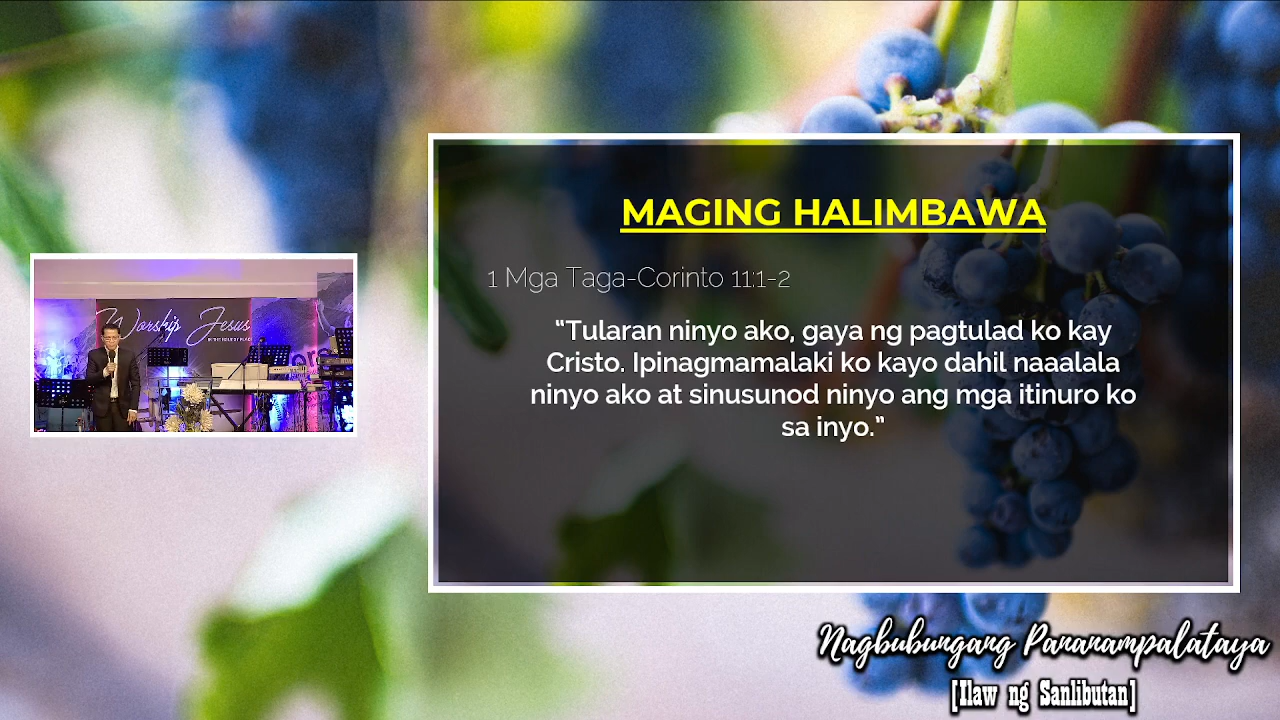 MAGING HALIMBAWA
1 Mga Taga-Corinto 11:1-2
"Tularan ninyo ako, gaya ng pagtulad ko kay
Cristo. Ipinagmamalaki ko kayo dahil naaalala
ninyo ako at sinusunod ninyo ang mga itinuro ko
sa inyo."
Worship Jesus
Nagbubungang Pananampalataya
[Ilaw ng Sanlibutan]